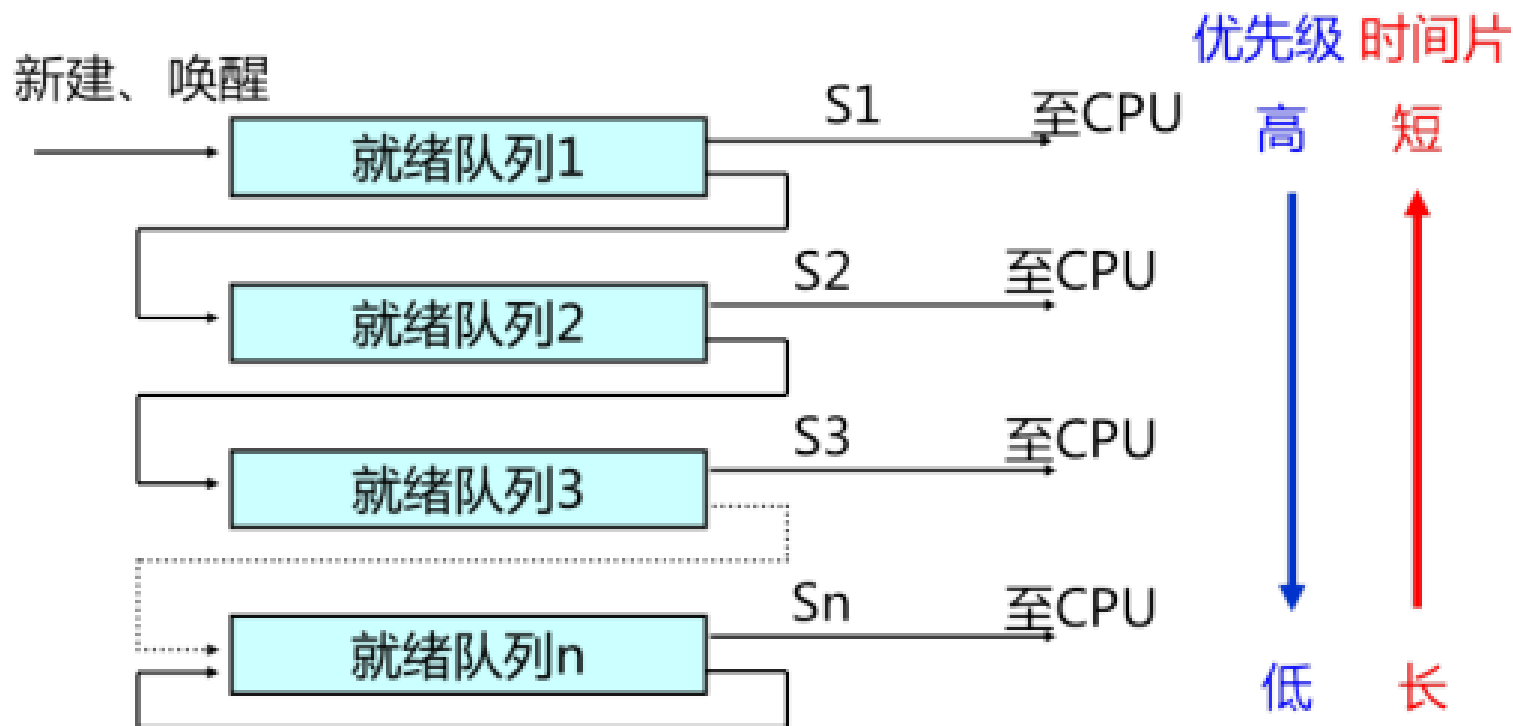 优先级 时间片
新建、唤醒
S1 至CPU 高 短
就绪队列1
S2 至CPU
就绪队列2
S3 至CPU
就绪队列3
Sn 至CPU
就绪队列n
低 长